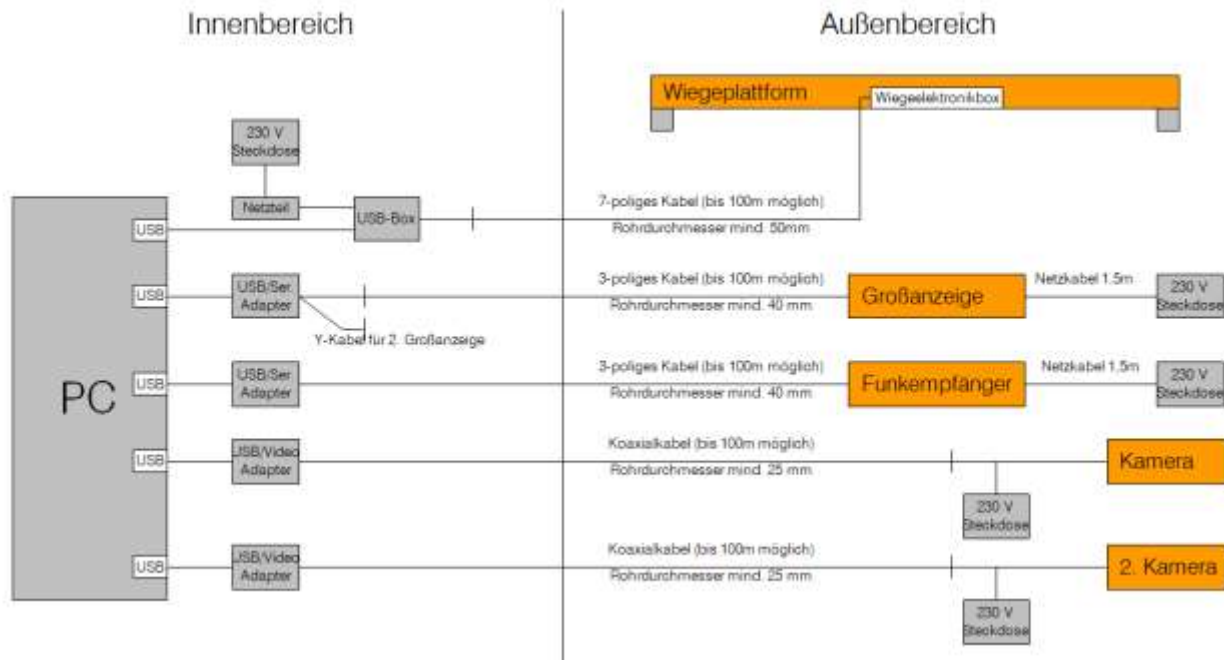 Innenbereich
Außenbereich
Wiegeplattform
Wiegeelektronikbox
230 V
Steckdose
Netzteil
USB-Box
USB
7-poliges Kabel (bis 100m möglich)
Rohrdurchmesser mind. 50mm
USB
USB/Ser
Adapter
3-poliges Kabel (bis 100m möglich)
Rohrdurchmesser mind. 40 mm
Großanzeige
Netzkabel 1.5m
230 V
Steckdose
Y-Kabel für 2. Großanzeige
PC
USB
USB/Ser
Adapter
3-poliges Kabel (bis 100m möglich)
Rohrdurchmesser mind. 40 mm
Funkempfänger
Netzkabel 1,5m
230 V
Steckdose
USB
USB/Video
Adapter
Koaxialkabel (bis 100m möglich)
Rohrdurchmesser mind. 25 mm
Kamera
230 V
Steckdose
USB
USB/Video
Adapter
Koaxialkabel (bis 100m möglich)
Rohrdurchmesser mind. 25 mm
2. Kamera
230 V
Steckdose